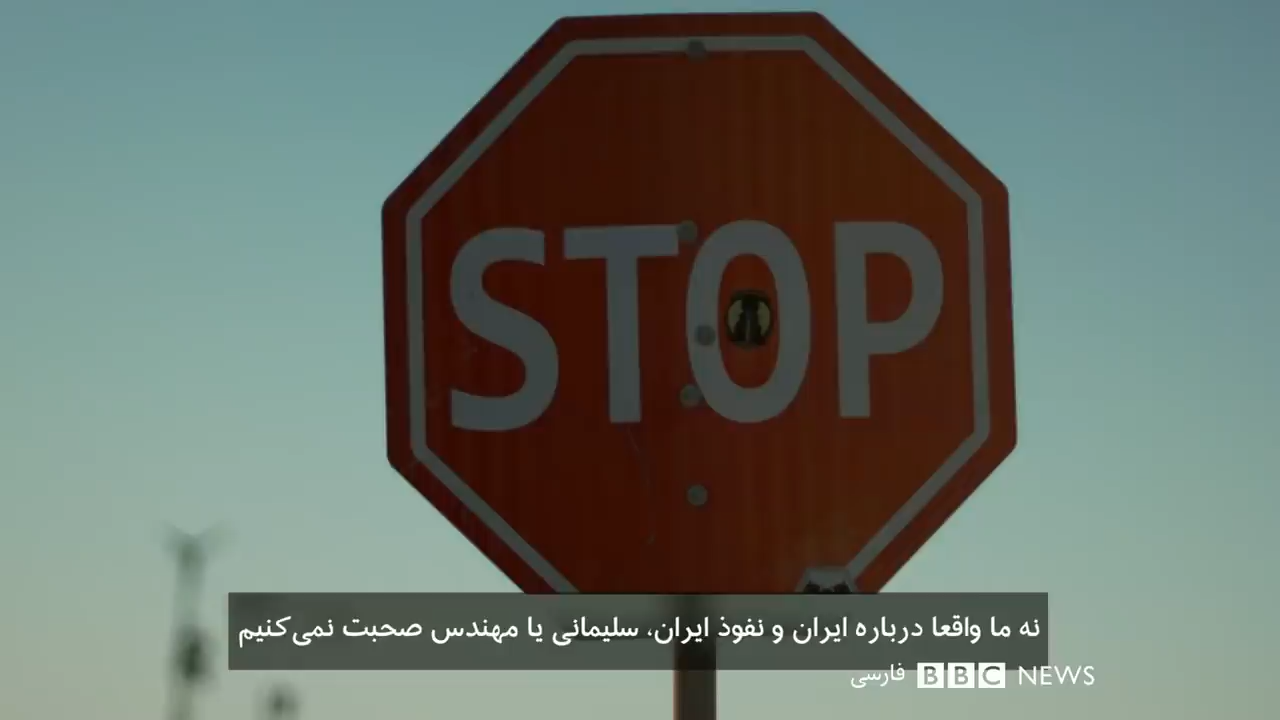 STOP
نه ما واقعا درباره ایران و نفوذ ایران، سلیمانی یا مهندس صحبت نمی‌کنیم
BBC NEWS فارسی